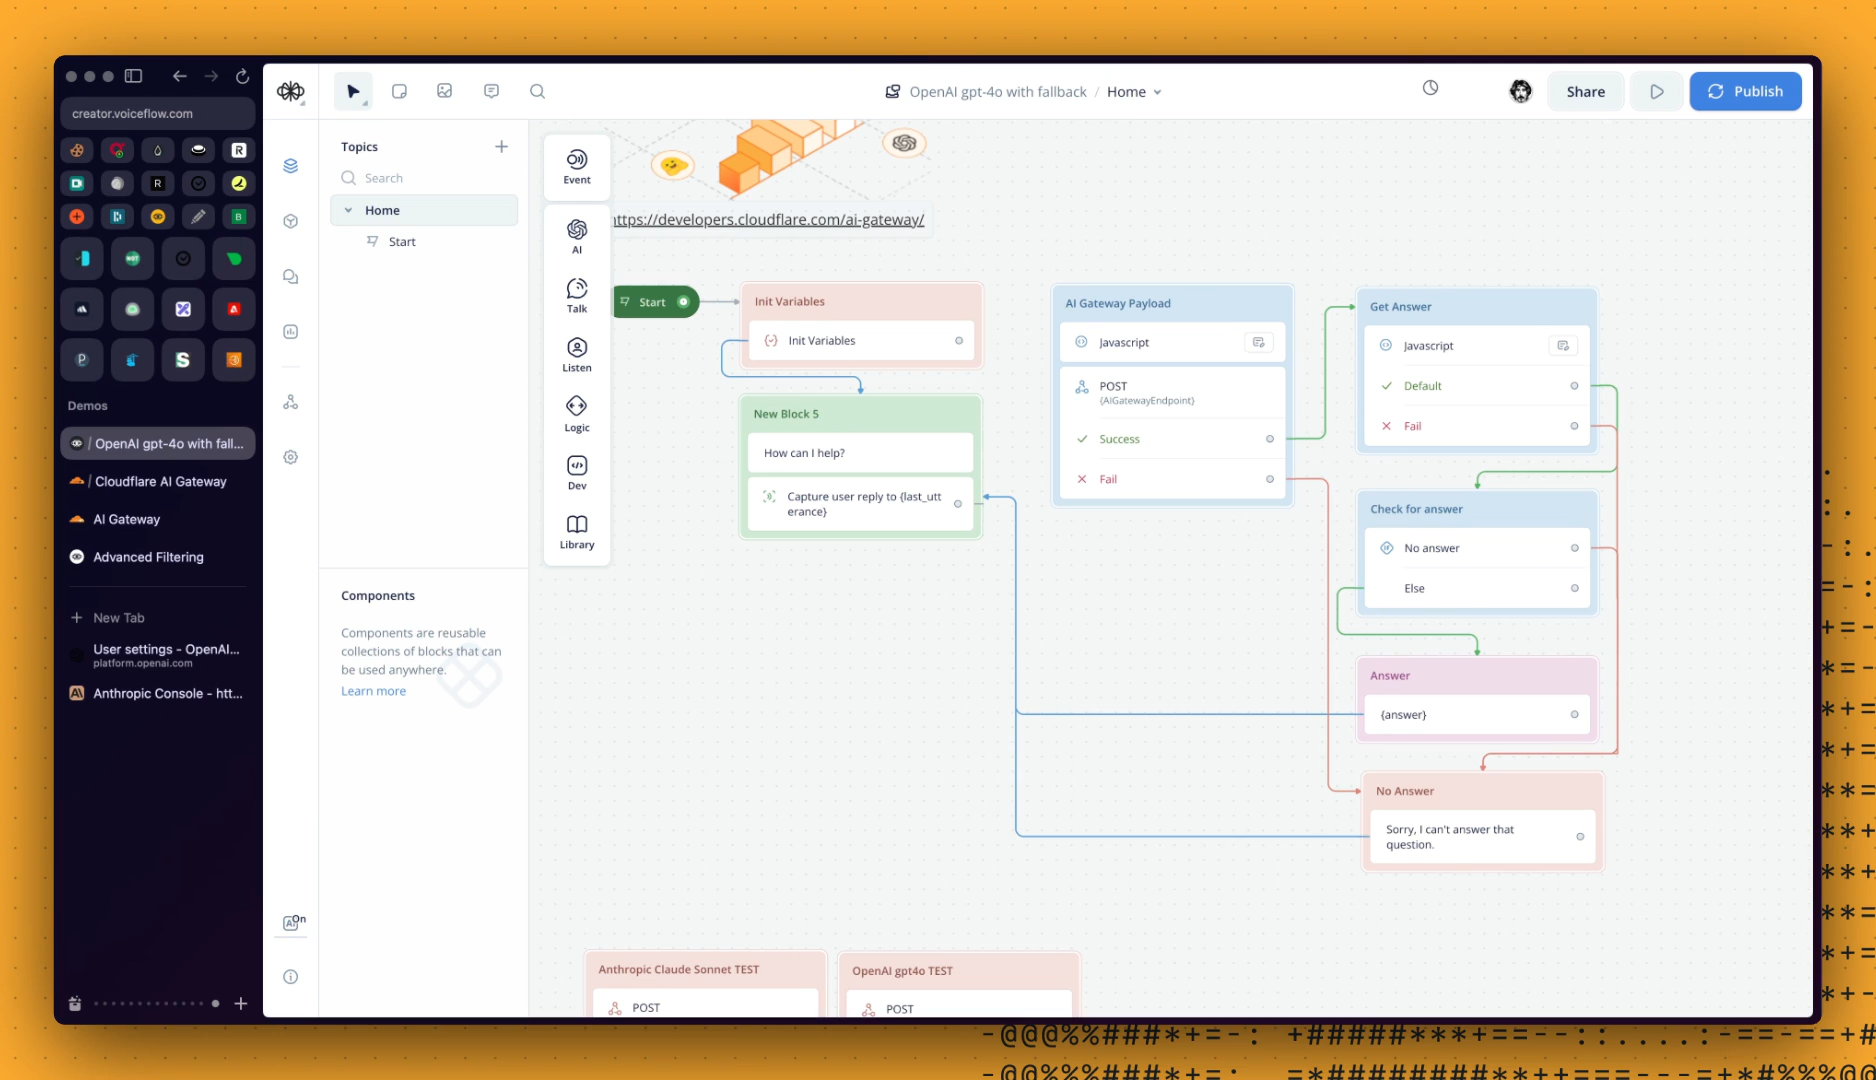 creator.voiceflow.com
Demos
/ OpenAI gpt-4o with fall...
/ Cloudflare AI Gateway
AI Gateway
Advanced Filtering
New Tab
User settings - OpenAI...
platform.openai.com
Anthropic Console - htt...
OpenAI gpt-4o with fallback / Home
Share
Publish
Topics
Search
Home
Start
Components
Components are reusable
collections of blocks that can
be used anywhere.
Learn more
On
Event
AI
Talk
Listen
Logic
Dev
Library
https://developers.cloudflare.com/ai-gateway/
Start
Init Variables
Init Variables
New Block 5
How can I help?
Capture user reply to {last_utt
erance}
AI Gateway Payload
Javascript
POST
{AIGatewayEndpoint}
Success
Fail
Get Answer
Javascript
Default
Fail
Check for answer
No answer
Else
Answer
{answer}
No Answer
Sorry, I can't answer that
question.
Anthropic Claude Sonnet TEST
POST
OpenAI gpt4o TEST
POST